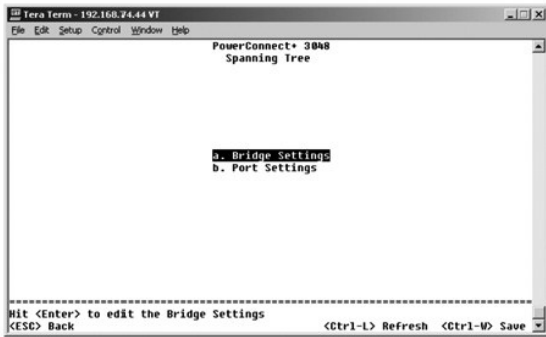 Tera Term - 192.168.74.44 VT
File Edit Setup Control Window Help
PowerConnect+ 3048
Spanning Tree
a. Bridge Settings
b. Port Settings
Hit <Enter> to edit the Bridge Settings
<ESC> Back <Ctrl-L> Refresh <Ctrl-W> Save